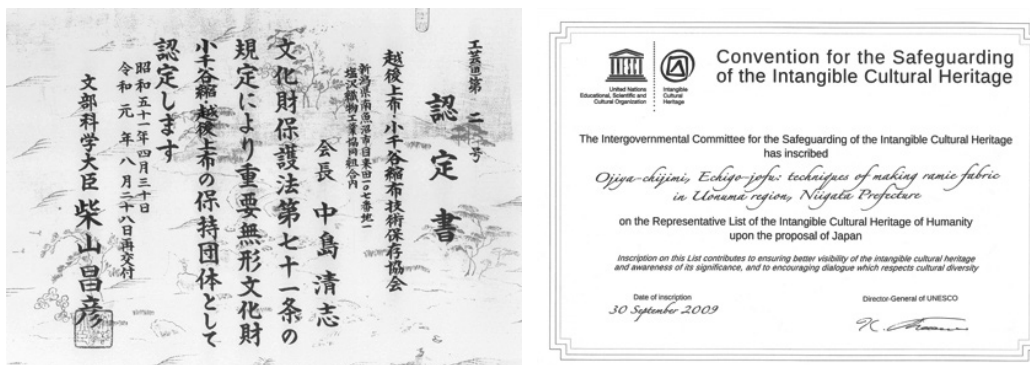 認定書
工芸団第二号
越後上布・小千谷縮布技術保存協会
新潟県南魚沼市目来田一〇七番地一
塩沢織物工業協同組合内
会長 中島清志
文化財保護法第七十一条の
規定により重要無形文化財
小千谷縮・越後上布の保持団体として
認定します
昭和五十一年四月三十日
令和元年八月二十八日再交付
文部科学大臣 柴山昌彦
United Nations
Educational, Scientific and
Cultural Organization
Intangible
Cultural
Heritage
Convention for the Safeguarding
of the Intangible Cultural Heritage
The Intergovernmental Committee for the Safeguarding of the Intangible Cultural Heritage
has inscribed
Ojiya-chijimi, Echigo-jofu: techniques of making ramie fabric
in Uonuma region, Niigata Prefecture
on the Representative List of the Intangible Cultural Heritage of Humanity
upon the proposal of Japan
Inscription on this List contributes to ensuring better visibility of the intangible cultural heritage
and awareness of its significance, and to encouraging dialogue which respects cultural diversity
Date of inscription
30 September 2009
Director-General of UNESCO